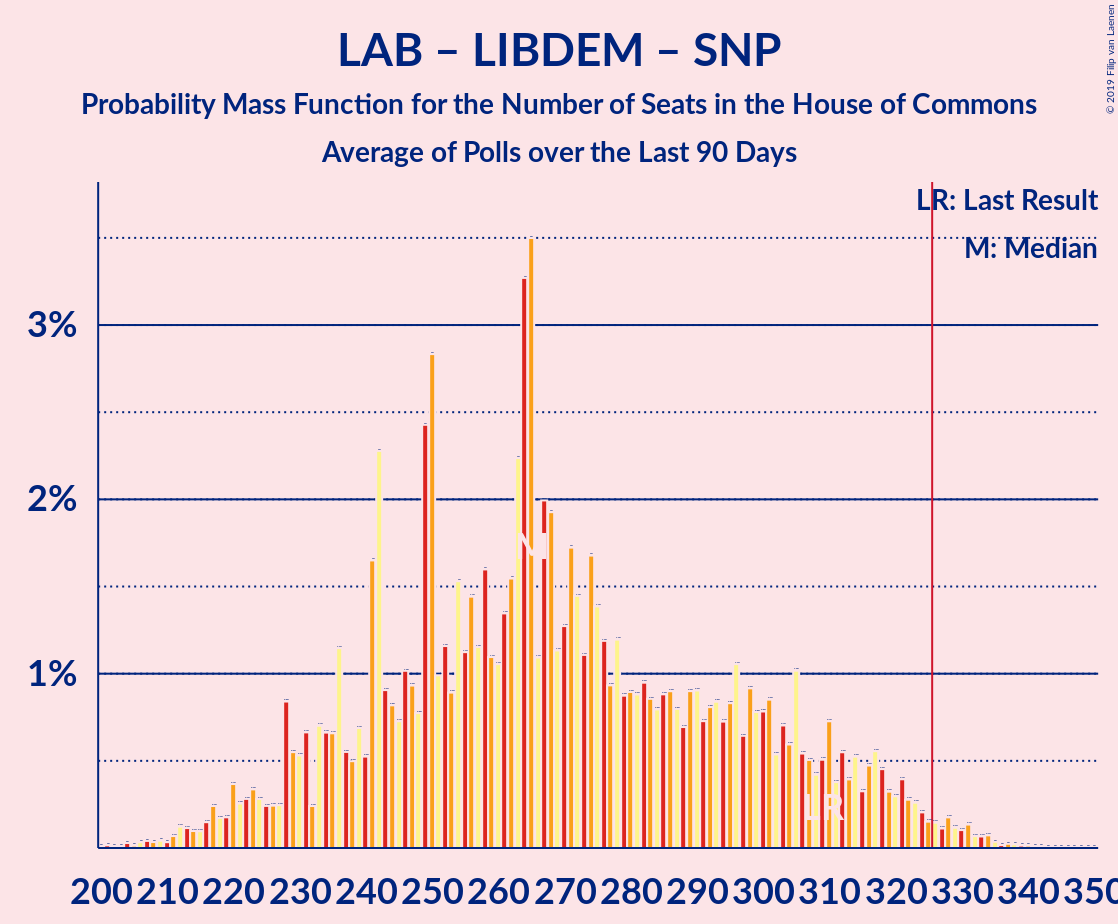 LAB – LIBDEM – SNP
Probability Mass Function for the Number of Seats in the House of Commons
Average of Polls over the Last 90 Days
© 2019 Filip van Laenen
LR: Last Result
M: Median
3%
2%
1%
M
LR
200 210 220 230 240 250 260 270 280 290 300 310 320 330 340 350